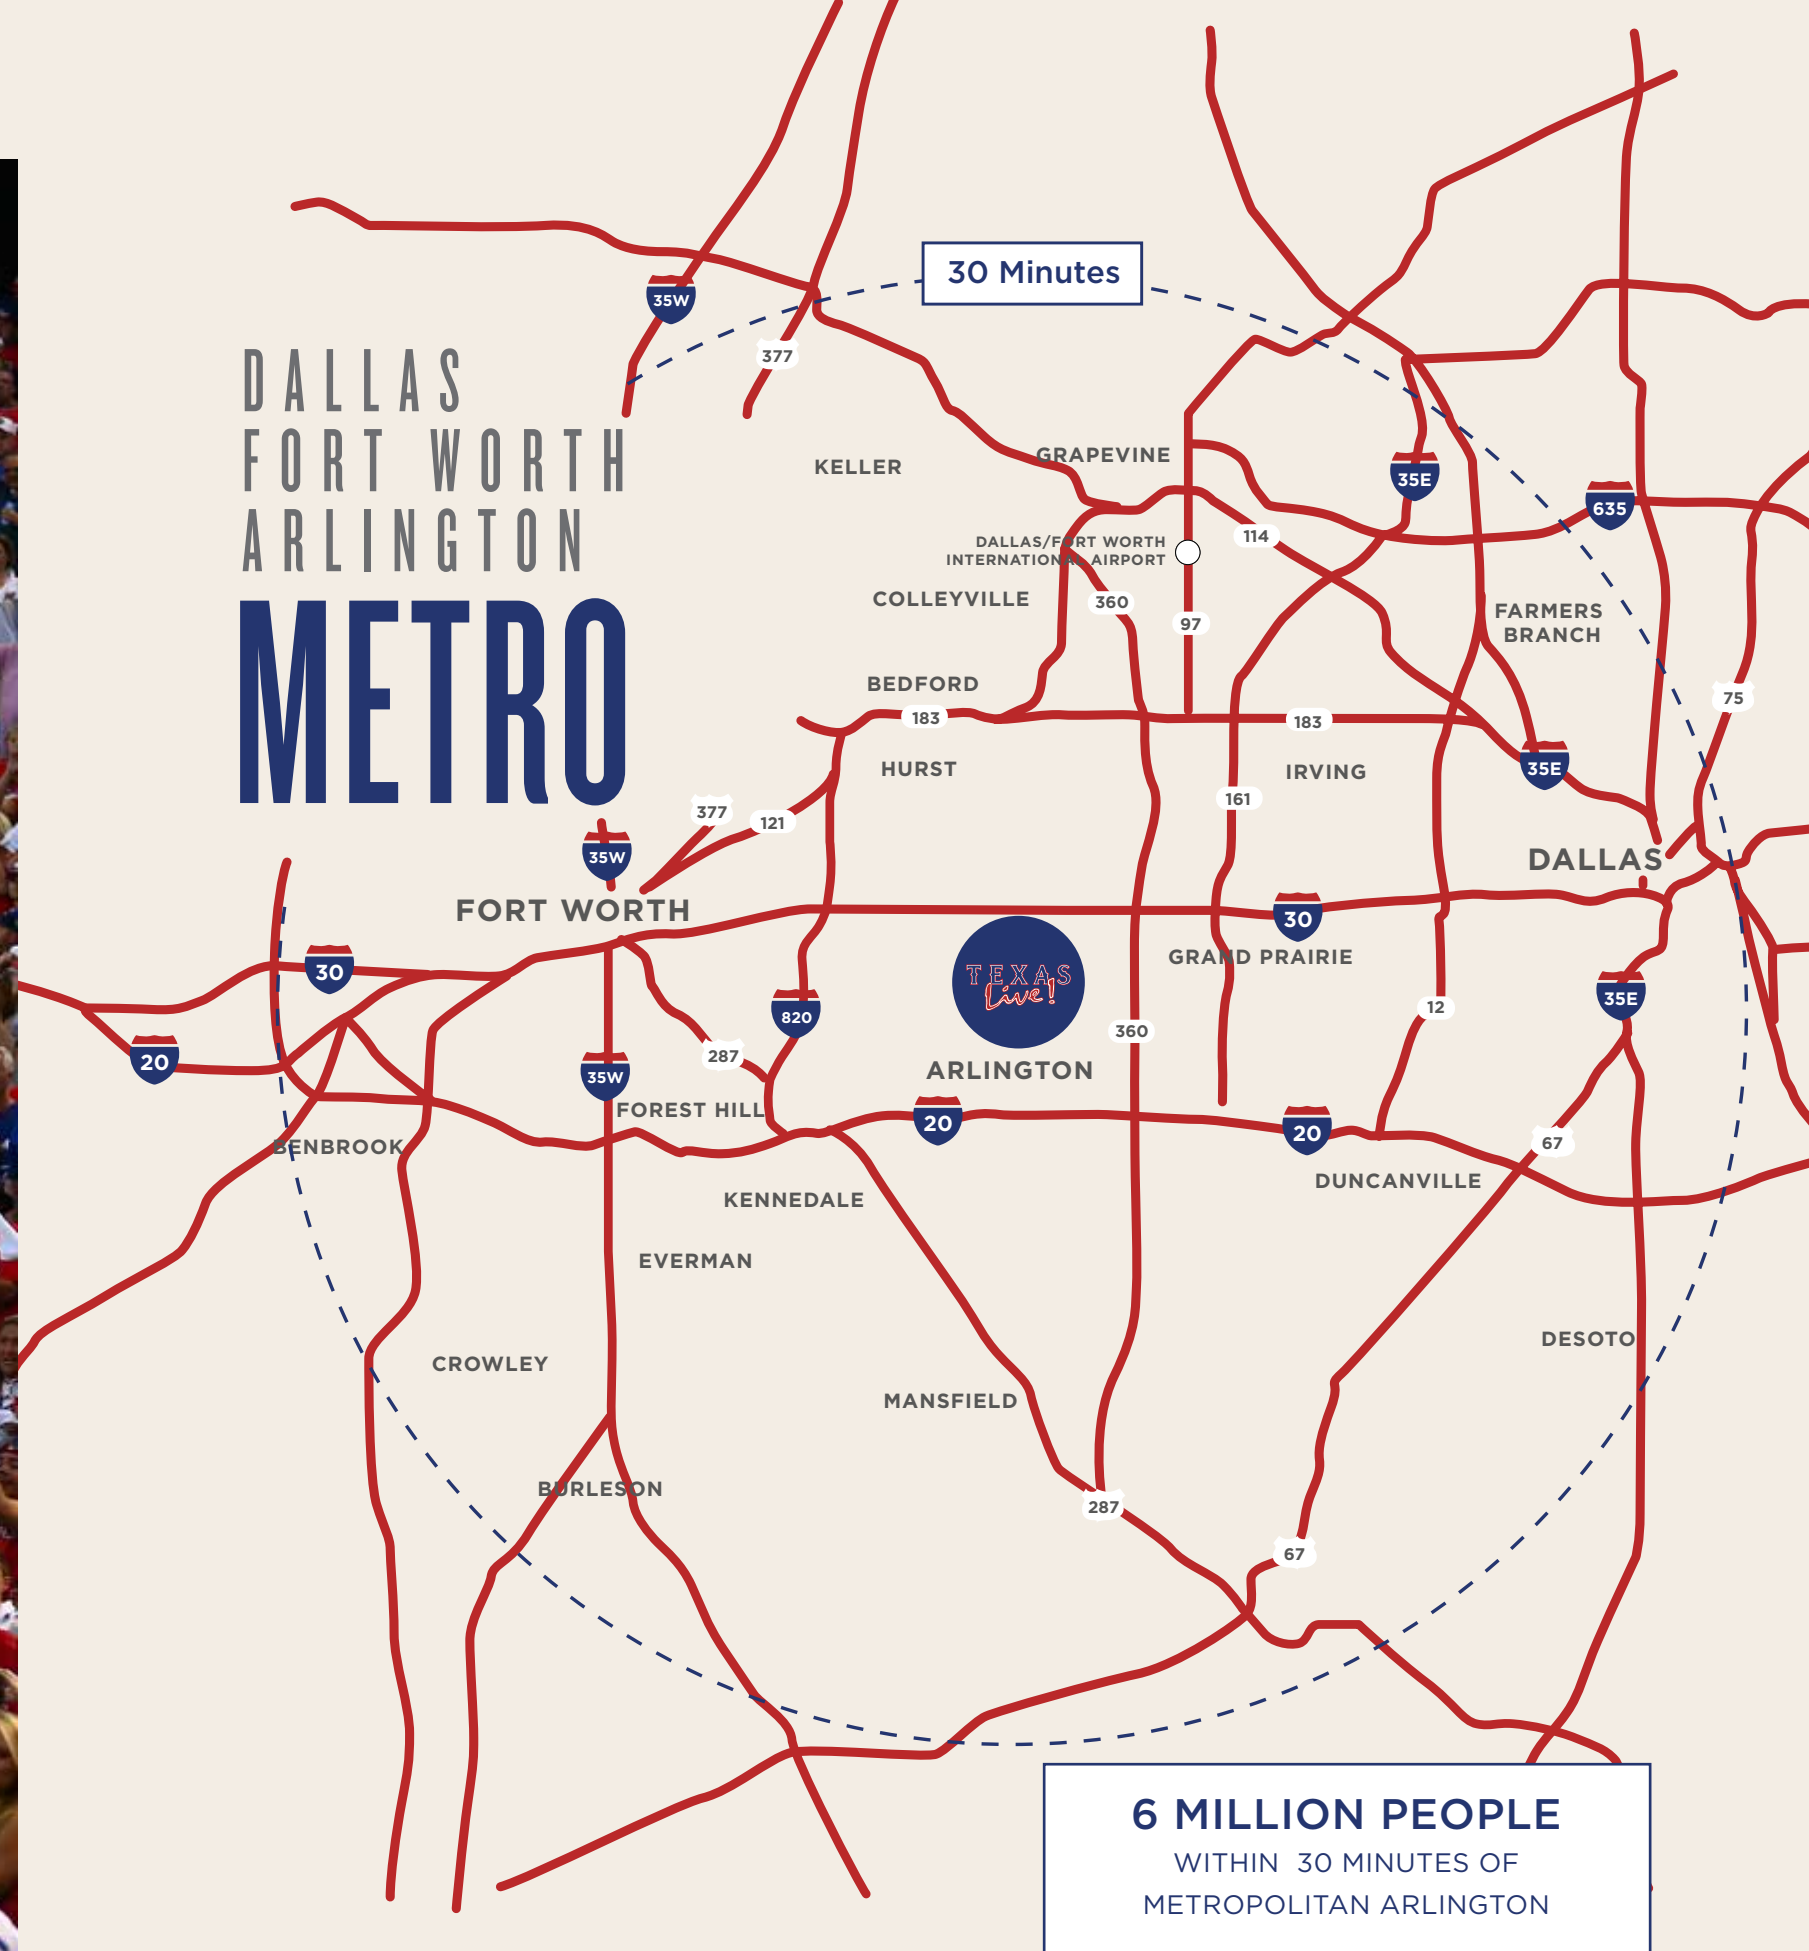 30 Minutes
35W
377
DALLAS
FORT WORTH
ARLINGTON
METRO
KELLER
GRAPEVINE
35E
635
DALLAS/FORT WORTH
INTERNATIONAL AIRPORT
114
COLLEYVILLE
360
97
FARMERS
BRANCH
BEDFORD
183
183
75
HURST
IRVING
35E
161
377
121
35W
DALLAS
FORT WORTH
30
GRAND PRAIRIE
30
TEXAS
Live!
35E
820
12
360
20
287
35W
ARLINGTON
FOREST HILL
20
20
67
BENBROOK
DUNCANVILLE
KENNEDALE
EVERMAN
DESOTO
CROWLEY
MANSFIELD
BURLESON
287
67
6 MILLION PEOPLE
WITHIN 30 MINUTES OF
METROPOLITAN ARLINGTON